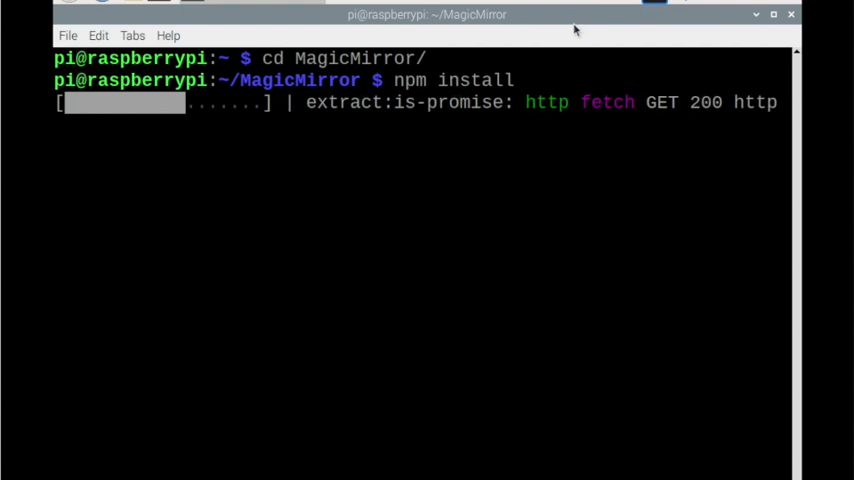 pi@raspberrypi: ~/MagicMirror
File Edit Tabs Help
pi@raspberrypi:~ $ cd MagicMirror/
pi@raspberrypi:~/MagicMirror $ npm install
[ .......] | extract:is-promise: http fetch GET 200 http